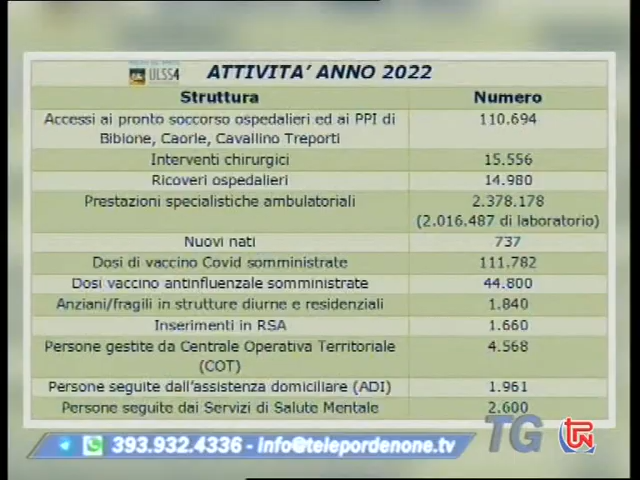 ULSS4
ATTIVITA' ANNO 2022
Struttura Numero
Accessi ai pronto soccorso ospedalieri ed ai PPI di 110.694
Bibione, Caorle, Cavallino Treporti
Interventi chirurgici 15.556
Ricoveri ospedalieri 14.980
Prestazioni specialistiche ambulatoriali 2.378.178
(2.016.487 di laboratorio)
Nuovi nati 737
Dosi di vaccino Covid somministrate 111.782
Dosi vaccino antinfluenzale somministrate 44.800
Anziani/fragili in strutture diurne e residenziali 1.840
Inserimenti in RSA 1.660
Persone gestite da Centrale Operativa Territoriale 4.568
(COT)
Persone seguite dall'assistenza domiciliare (ADI) 1.961
Persone seguite dai Servizi di Salute Mentale 2.600
393.932.4336 - info@telepordenone.tv
TG TPN